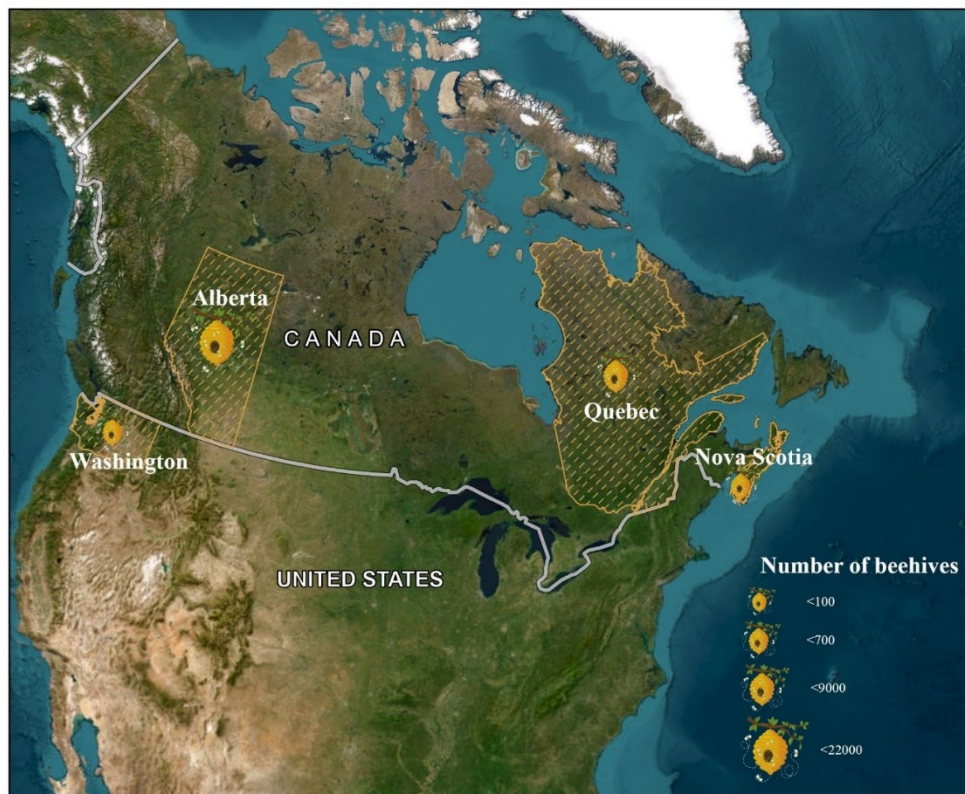 Alberta
CANADA
Quebec
Washington
Nova Scotia
UNITED STATES
Number of beehives
<100
<700
<9000
<22000